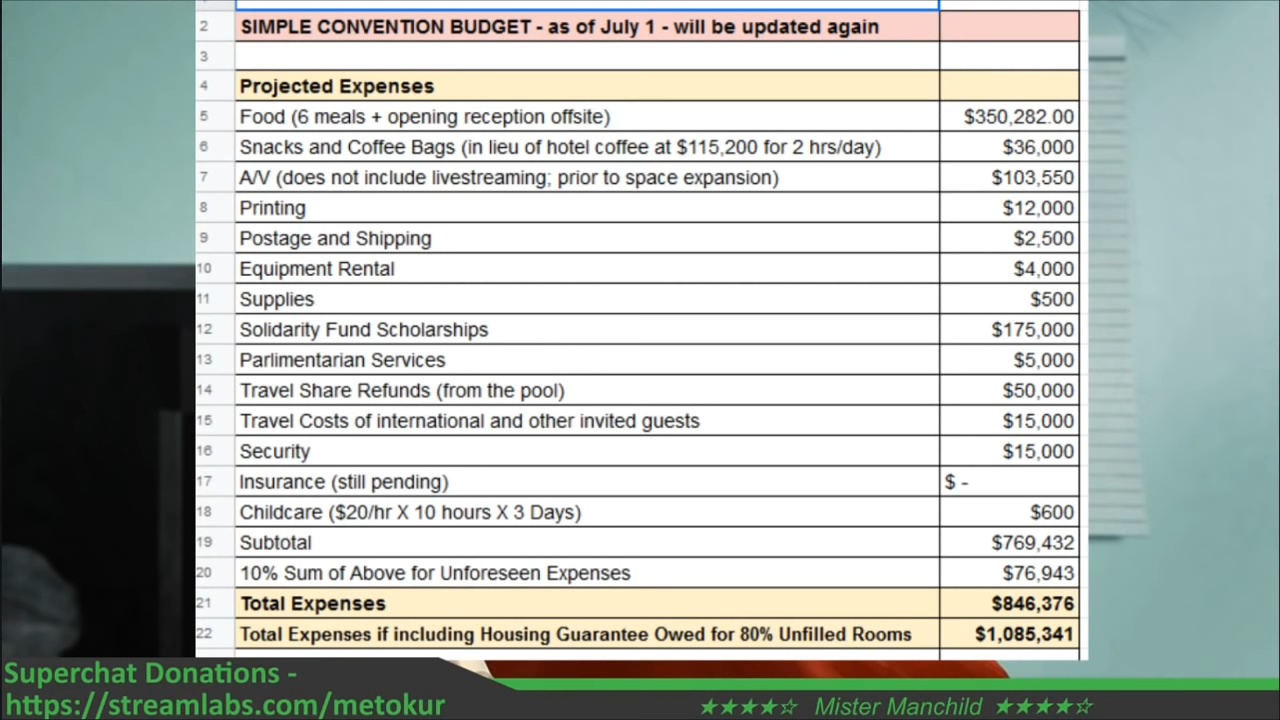 2 SIMPLE CONVENTION BUDGET - as of July 1 - will be updated again
3
4 Projected Expenses
5 Food (6 meals + opening reception offsite) $350,282.00
6 Snacks and Coffee Bags (in lieu of hotel coffee at $115,200 for 2 hrs/day) $36,000
7 A/V (does not include livestreaming; prior to space expansion) $103,550
8 Printing $12,000
9 Postage and Shipping $2,500
10 Equipment Rental $4,000
11 Supplies $500
12 Solidarity Fund Scholarships $175,000
13 Parlimentarian Services $5,000
14 Travel Share Refunds (from the pool) $50,000
15 Travel Costs of international and other invited guests $15,000
16 Security $15,000
17 Insurance (still pending) $ -
18 Childcare ($20/hr X 10 hours X 3 Days) $600
19 Subtotal $769,432
20 10% Sum of Above for Unforeseen Expenses $76,943
21 Total Expenses $846,376
22 Total Expenses if including Housing Guarantee Owed for 80% Unfilled Rooms $1,085,341
Superchat Donations -
https://streamlabs.com/metokur
★★★★☆ Mister Manchild ★★★★☆